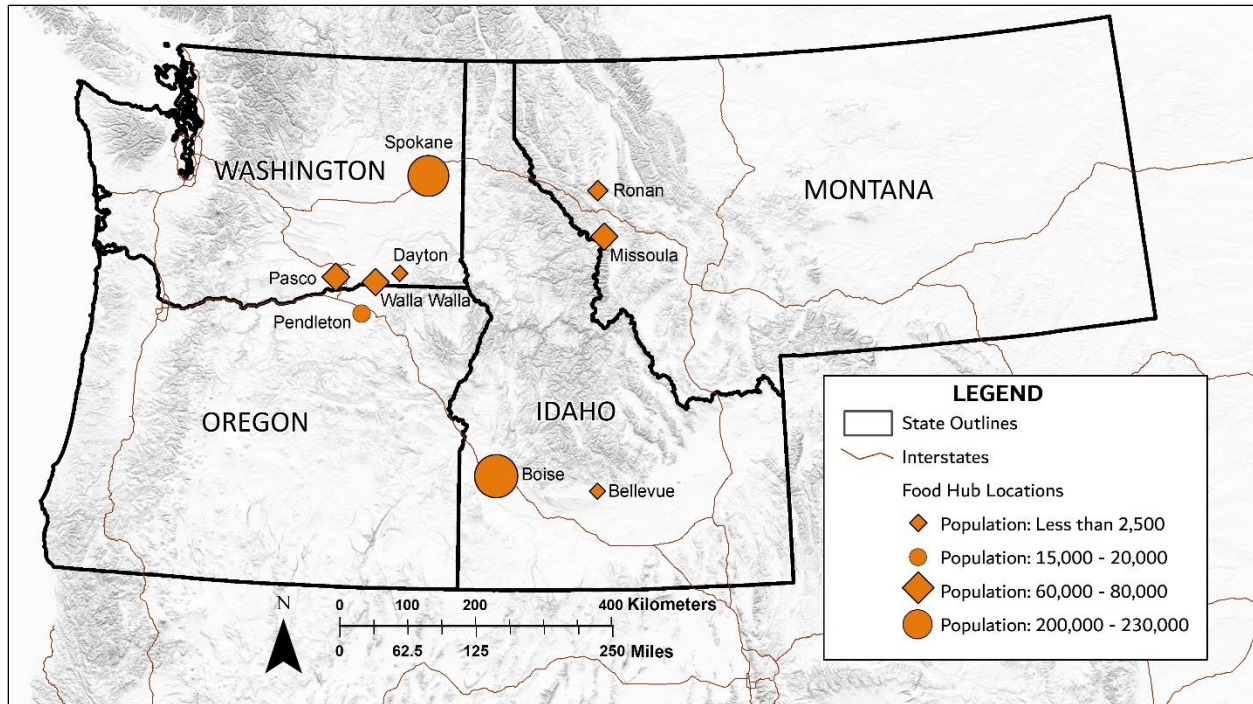 Spokane
WASHINGTON
Ronan
MONTANA
Missoula
Dayton
Pasco
Walla Walla
Pendleton
OREGON
IDAHO
Boise
Bellevue
LEGEND
State Outlines
Interstates
Food Hub Locations
Population: Less than 2,500
Population: 15,000 - 20,000
Population: 60,000 - 80,000
Population: 200,000 - 230,000
N
0 100 200 400 Kilometers
0 62.5 125 250 Miles